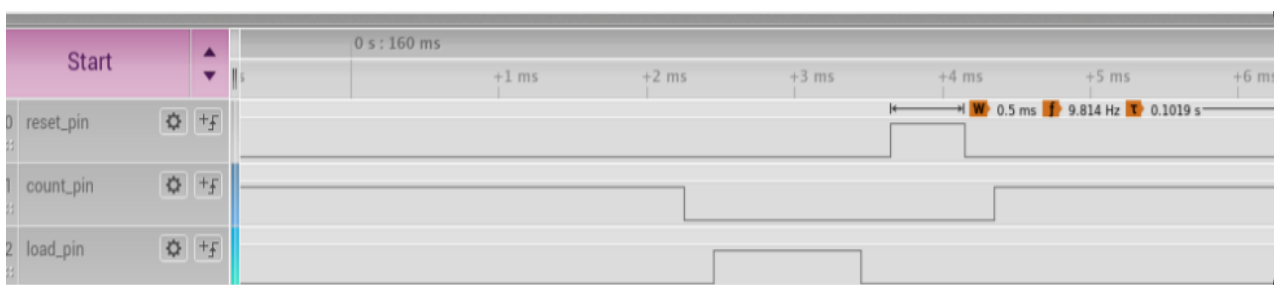 Start
0 s : 160 ms
s +1 ms +2 ms +3 ms +4 ms +5 ms +6 ms
0 reset_pin +f W 0.5 ms f 9.814 Hz τ 0.1019 s
1 count_pin +f
2 load_pin +f